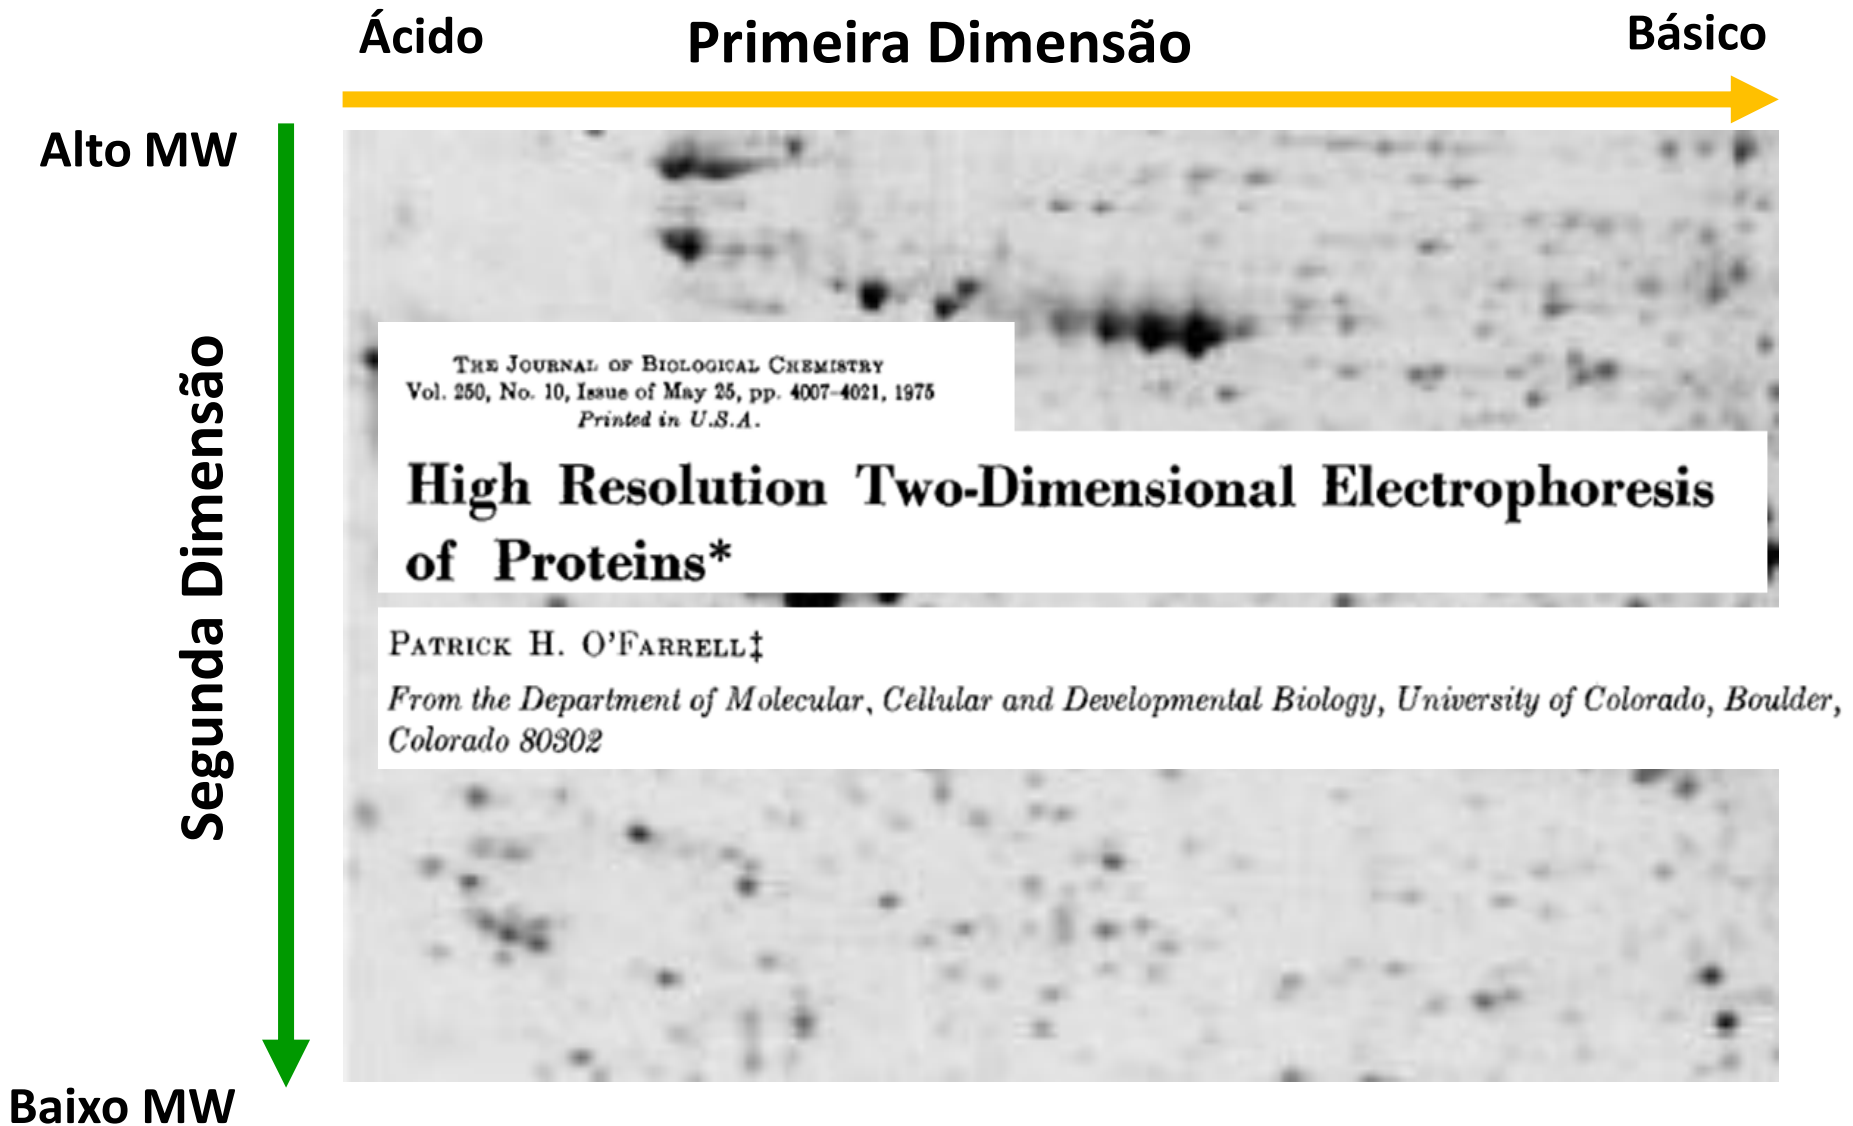 Ácido
Primeira Dimensão
Básico
Alto MW
Segunda Dimensão
Baixo MW
The Journal of Biological Chemistry
Vol. 250, No. 10, Issue of May 25, pp. 4007-4021, 1975
Printed in U.S.A.
High Resolution Two-Dimensional Electrophoresis
of Proteins*
Patrick H. O'Farrell‡
From the Department of Molecular, Cellular and Developmental Biology, University of Colorado, Boulder,
Colorado 80302